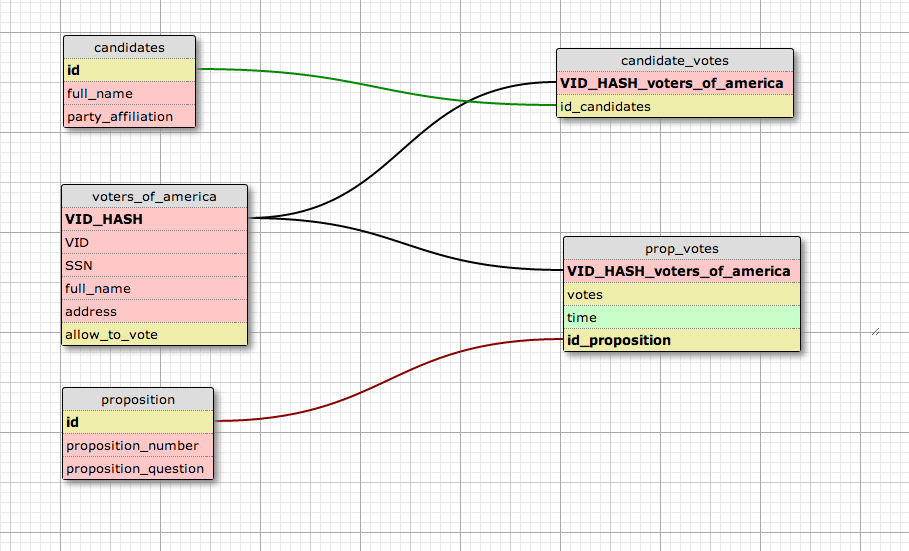 candidates
id
full_name
party_affiliation
voters_of_america
VID_HASH
VID
SSN
full_name
address
allow_to_vote
proposition
id
proposition_number
proposition_question
candidate_votes
VID_HASH_voters_of_america
id_candidates
prop_votes
VID_HASH_voters_of_america
votes
time
id_proposition